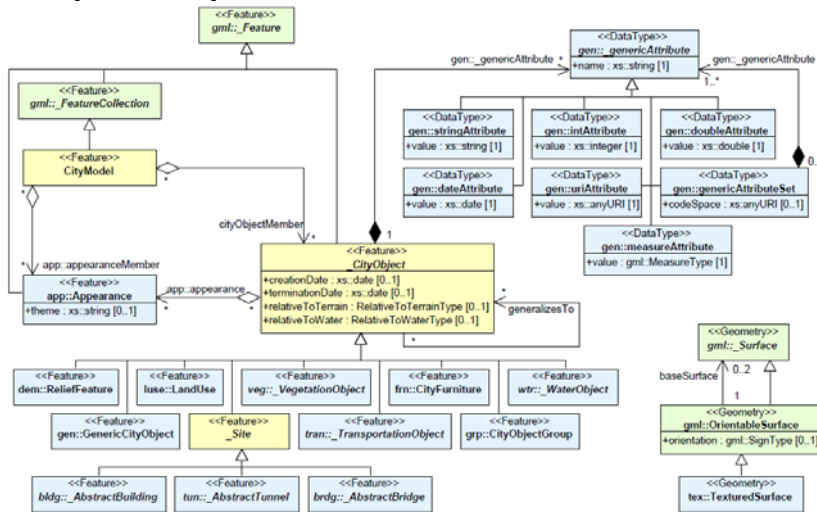 <<Feature>>
gml::_Feature
<<Feature>>
gml::_FeatureCollection
<<Feature>>
CityModel
*
*
*
*
cityObjectMember
*
app::appearanceMember
<<Feature>>
app::Appearance
+theme : xs::string [0..1]
app::appearance
*
*
<<DataType>>
gen::_genericAttribute
+name : xs::string [1]
gen::_genericAttribute
*
gen::_genericAttribute
1..*
<<DataType>>
gen::stringAttribute
+value : xs::string [1]
<<DataType>>
gen::intAttribute
+value : xs::integer [1]
<<DataType>>
gen::doubleAttribute
+value : xs::double [1]
<<DataType>>
gen::dateAttribute
+value : xs::date [1]
<<DataType>>
gen::uriAttribute
+value : xs::anyURI [1]
<<DataType>>
gen::genericAttributeSet
+codeSpace : xs::anyURI [0..1]
0..
<<DataType>>
gen::measureAttribute
+value : gml::MeasureType [1]
1
<<Feature>>
_CityObject
+creationDate : xs::date [0..1]
+terminationDate : xs::date [0..1]
+relativeToTerrain : RelativeToTerrainType [0..1]
+relativeToWater : RelativeToWaterType [0..1]
*
generalizesTo
*
<<Feature>>
dem::ReliefFeature
<<Feature>>
luse::LandUse
<<Feature>>
veg::_VegetationObject
<<Feature>>
frn::CityFurniture
<<Feature>>
wtr::_WaterObject
<<Feature>>
gen::GenericCityObject
<<Feature>>
_Site
<<Feature>>
tran::_TransportationObject
<<Feature>>
grp::CityObjectGroup
<<Feature>>
bldg::_AbstractBuilding
<<Feature>>
tun::_AbstractTunnel
<<Feature>>
brdg::_AbstractBridge
<<Geometry>>
gml::_Surface
baseSurface
0..2
1
<<Geometry>>
gml::OrientableSurface
+orientation : gml::SignType [0..1]
<<Geometry>>
tex::TexturedSurface